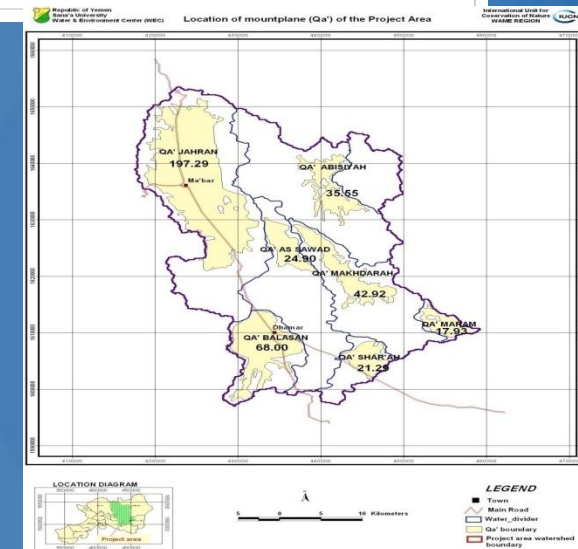 Republic of Yemen
Sana'a University
Water & Environment Center (WEC)
Location of mountplane (Qa') of the Project Area
International Unit for
Conservation of Nature
WAME REGION
IUCN
QA' JAHRAN
197.29
Ma'bar
QA' ABISIYAH
35.55
QA' AS SAWAD
24.90
QA' MAKHDARAH
42.92
QA' MARAM
17.93
Dhamar
QA' BALASAN
68.00
QA' SHAR'AH
21.29
LOCATION DIAGRAM
Project area
5 0 5 10 Kilometers
LEGEND
Town
Main Road
Water_divider
Qa' boundary
Project area watershed
boundary